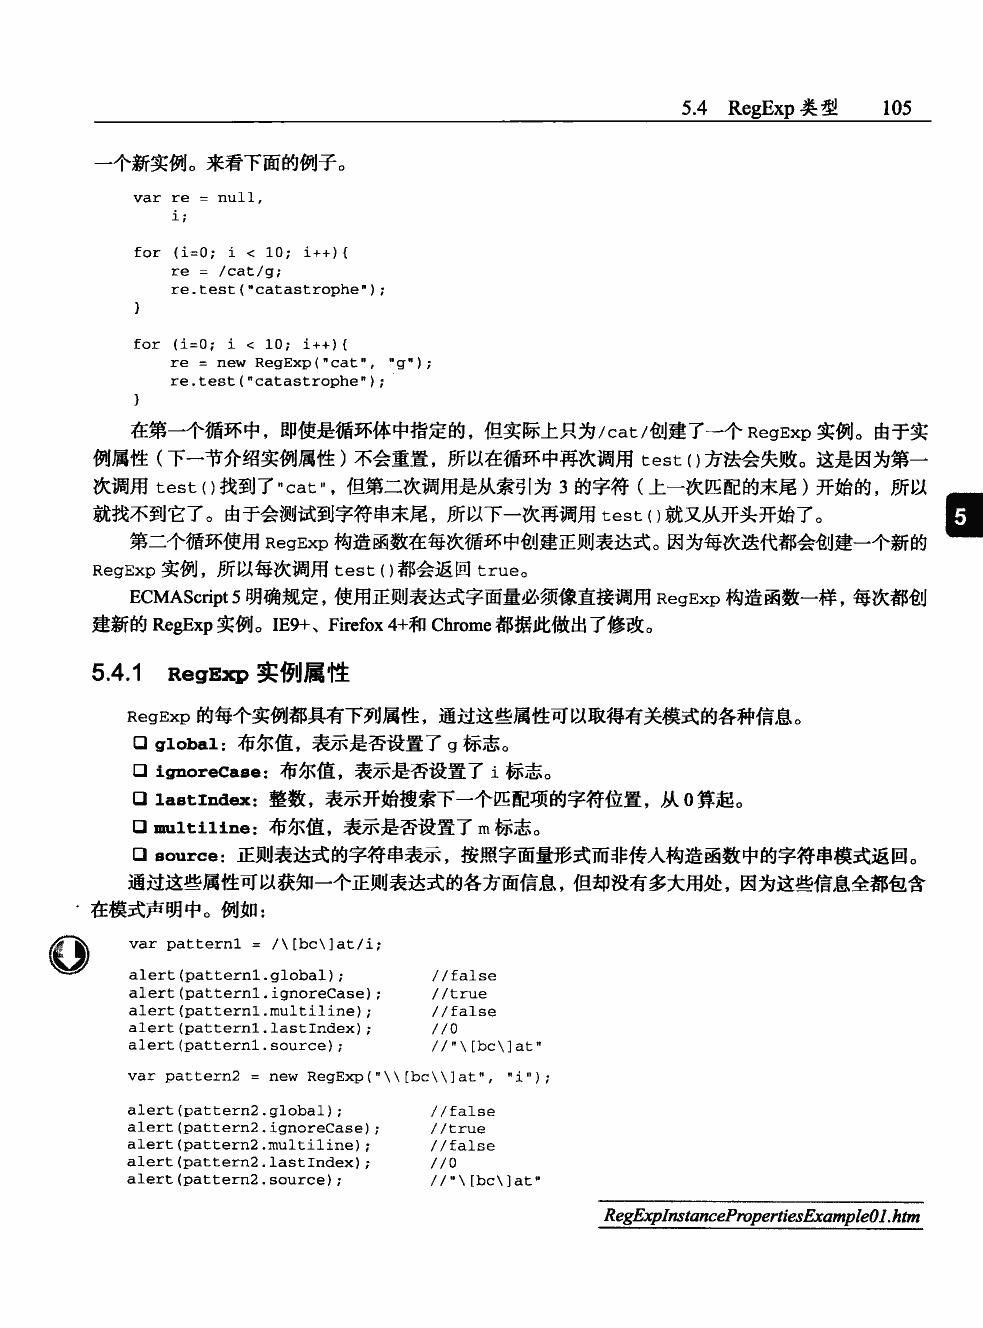 5.4 RegExp 类型 105
一个新实例。来看下面的例子。
var re = null,
    i;
for (i=0; i < 10; i++){
    re = /cat/g;
    re.test("catastrophe");
}
for (i=0; i < 10; i++){
    re = new RegExp("cat", "g");
    re.test("catastrophe");
}
在第一个循环中，即使是循环体中指定的，但实际上只为/cat/创建了一个 RegExp 实例。由于实
例属性（下一节介绍实例属性）不会重置，所以在循环中再次调用 test()方法会失败。这是因为第一
次调用 test()找到了"cat"，但第二次调用是从索引为 3 的字符（上一次匹配的末尾）开始的，所以
就找不到它了。由于会测试到字符串末尾，所以下一次再调用 test()就又从开头开始了。
5
第二个循环使用 RegExp 构造函数在每次循环中创建正则表达式。因为每次迭代都会创建一个新的
RegExp 实例，所以每次调用 test()都会返回 true。
ECMAScript 5 明确规定，使用正则表达式字面量必须像直接调用 RegExp 构造函数一样，每次都创
建新的 RegExp 实例。IE9+、Firefox 4+和 Chrome 都据此做出了修改。
5.4.1 RegExp 实例属性
RegExp 的每个实例都具有下列属性，通过这些属性可以取得有关模式的各种信息。
❑ global：布尔值，表示是否设置了 g 标志。
❑ ignoreCase：布尔值，表示是否设置了 i 标志。
❑ lastIndex：整数，表示开始搜索下一个匹配项的字符位置，从 0 算起。
❑ multiline：布尔值，表示是否设置了 m 标志。
❑ source：正则表达式的字符串表示，按照字面量形式而非传入构造函数中的字符串模式返回。
通过这些属性可以获知一个正则表达式的各方面信息，但却没有多大用处，因为这些信息全都包含
在模式声明中。例如：
var pattern1 = /\[bc\]at/i;
alert(pattern1.global);         //false
alert(pattern1.ignoreCase);     //true
alert(pattern1.multiline);      //false
alert(pattern1.lastIndex);      //0
alert(pattern1.source);         //"\[bc\]at"
var pattern2 = new RegExp("\\[bc\\]at", "i");
alert(pattern2.global);         //false
alert(pattern2.ignoreCase);     //true
alert(pattern2.multiline);      //false
alert(pattern2.lastIndex);      //0
alert(pattern2.source);         //"\[bc\]at"
RegExpInstancePropertiesExample01.htm